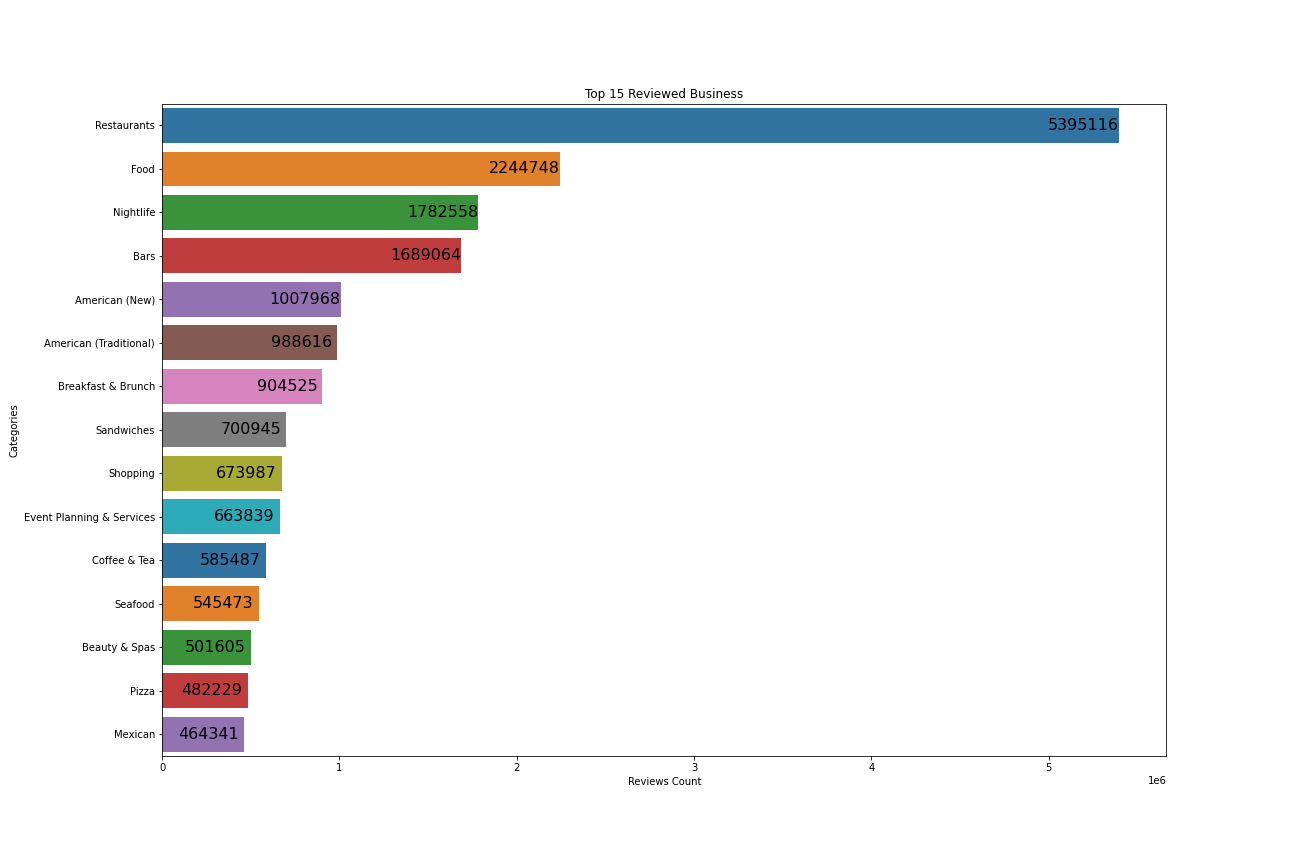 Top 15 Reviewed Business
Restaurants 5395116
Food 2244748
Nightlife 1782558
Bars 1689064
American (New) 1007968
American (Traditional) 988616
Breakfast & Brunch 904525
Sandwiches 700945
Shopping 673987
Event Planning & Services 663839
Coffee & Tea 585487
Seafood 545473
Beauty & Spas 501605
Pizza 482229
Mexican 464341
Categories
0 1 2 3 4 5
Reviews Count
1e6